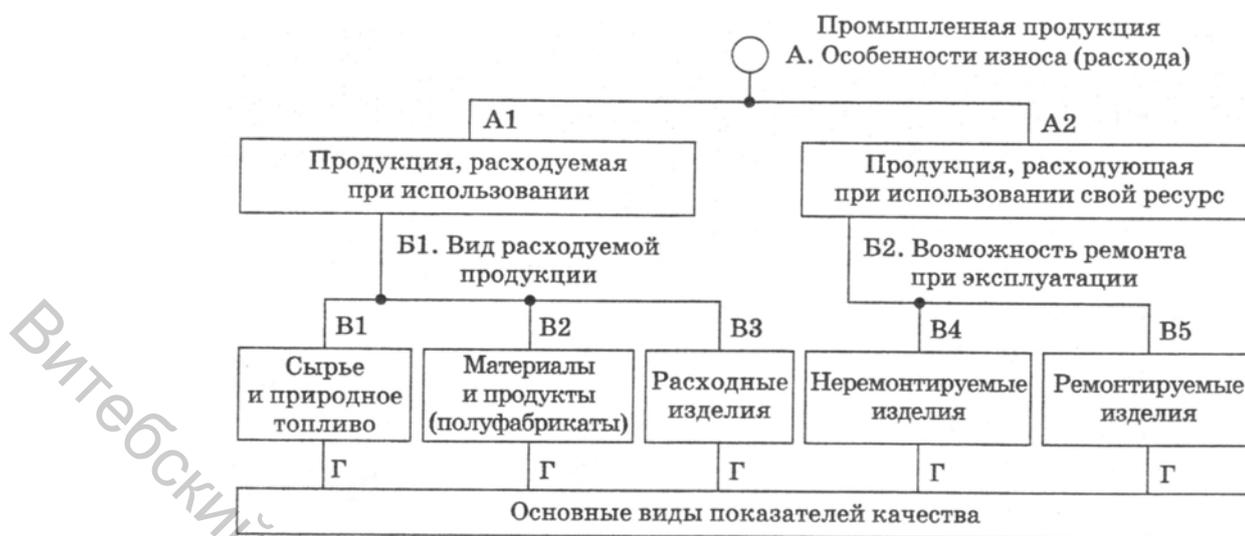 Промышленная продукция
А. Особенности износа (расхода)
А1
А2
Продукция, расходуемая
при использовании
Продукция, расходующая
при использовании свой ресурс
Б1. Вид расходуемой
продукции
Б2. Возможность ремонта
при эксплуатации
В1
В2
В3
В4
В5
Сырье
и природное
топливо
Материалы
и продукты
(полуфабрикаты)
Расходные
изделия
Неремонтируемые
изделия
Ремонтируемые
изделия
Г
Г
Г
Г
Г
Основные виды показателей качества
Витебский